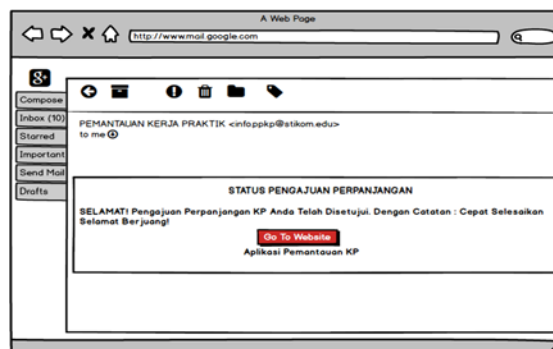 A Web Page
http://www.mail.google.com
8+
Compose
Inbox (10)
Starred
Important
Send Mail
Drafts
PEMANTAUAN KERJA PRAKTIK <info.ppkp@stikom.edu>
to me
STATUS PENGAJUAN PERPANJANGAN
SELAMAT! Pengajuan Perpanjangan KP Anda Telah Disetujui. Dengan Catatan : Cepat Selesaikan
Selamat Berjuang!
Go To Website
Aplikasi Pemantauan KP